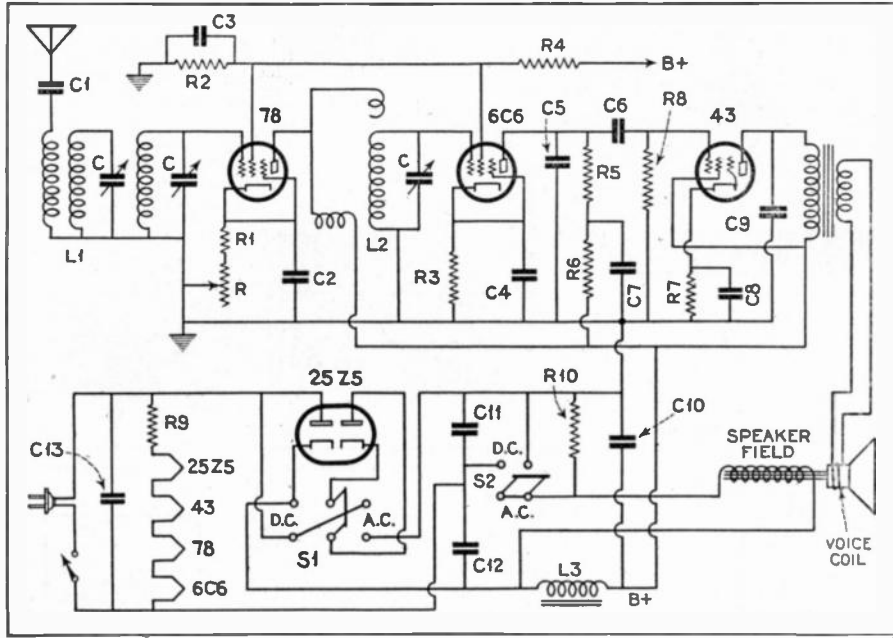 C3
R2
R4
B+
C1
78
6C6
C5
C6
R8
43
C
C
C
R5
C9
L1
R1
R
C2
L2
R3
C4
R6
C7
R7
C8
25Z5
R10
C10
C11
C13
R9
25Z5
43
78
6C6
D.C.
A.C.
S1
D.C.
S2
A.C.
C12
L3
B+
SPEAKER
FIELD
VOICE
COIL